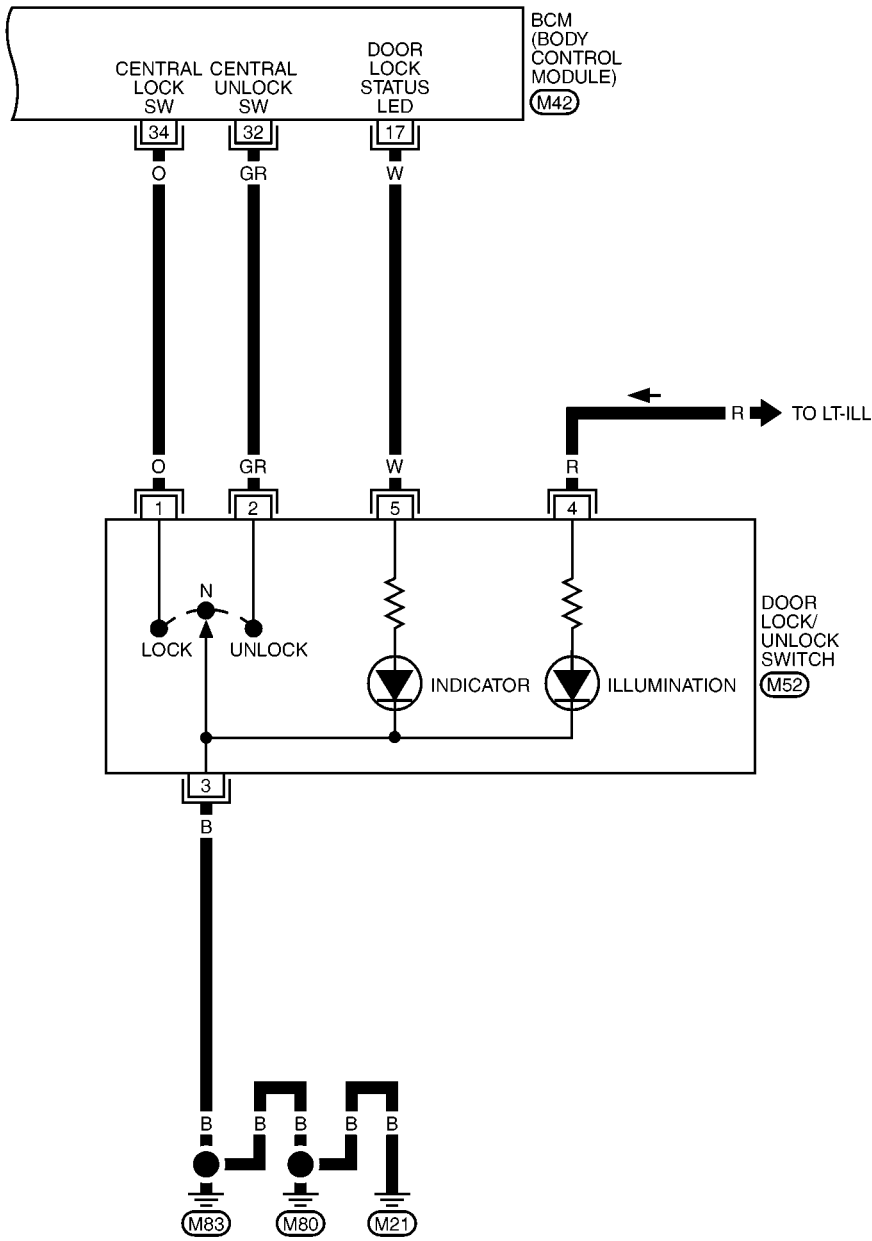 BCM
(BODY
CONTROL
MODULE)
M42
CENTRAL
LOCK
SW
CENTRAL
UNLOCK
SW
DOOR
LOCK
STATUS
LED
34
32
17
O
GR
W
R
TO LT-ILL
O
GR
W
R
1
2
5
4
N
LOCK
UNLOCK
INDICATOR
ILLUMINATION
DOOR
LOCK/
UNLOCK
SWITCH
M52
3
B
B
B
B
B
B
M83
M80
M21